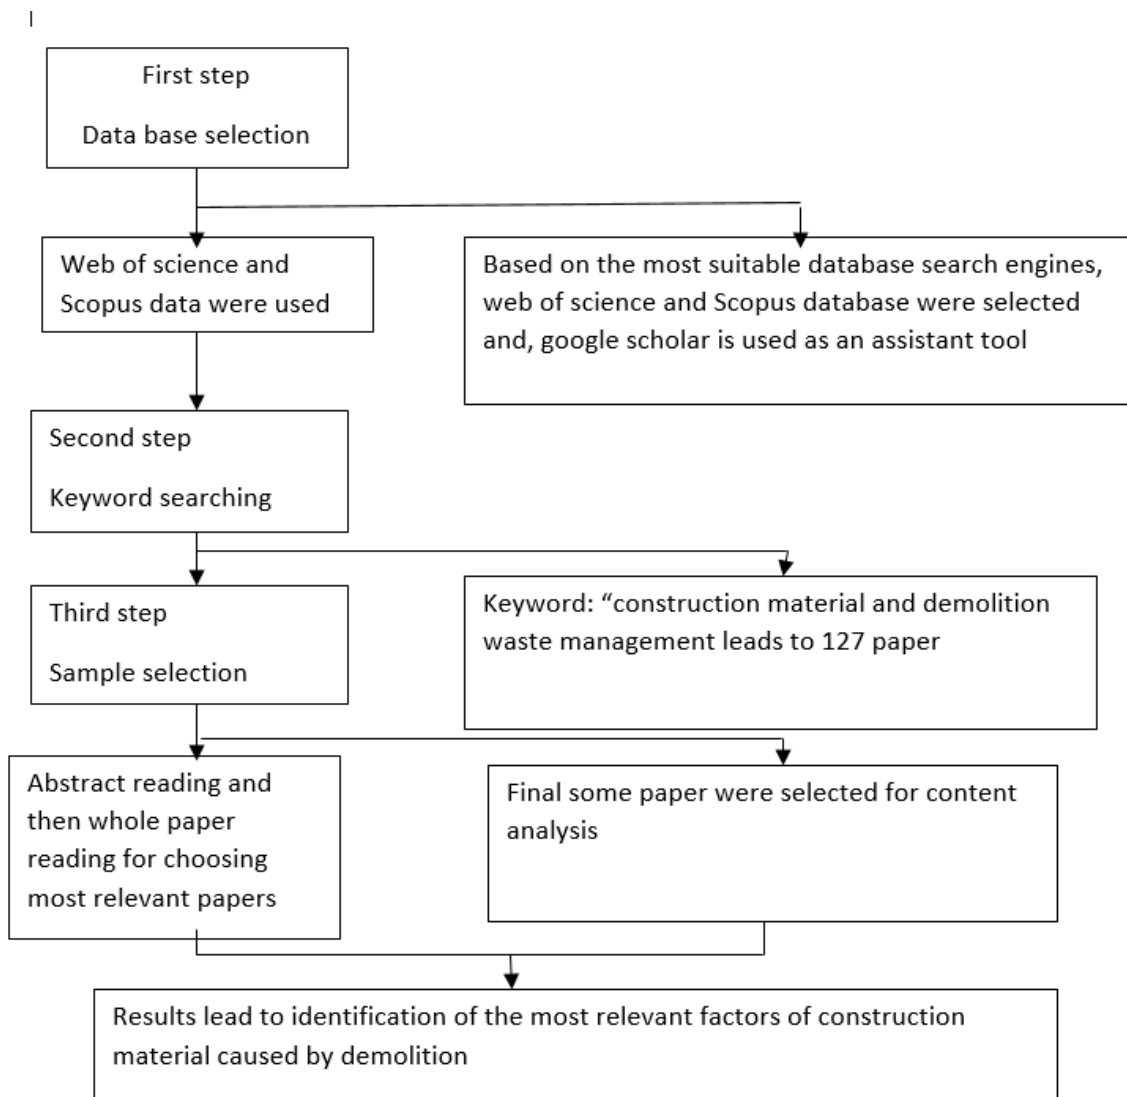 First step
Data base selection
Web of science and
Scopus data were used
Based on the most suitable database search engines,
web of science and Scopus database were selected
and, google scholar is used as an assistant tool
Second step
Keyword searching
Keyword: “construction material and demolition
waste management leads to 127 paper
Third step
Sample selection
Abstract reading and
then whole paper
reading for choosing
most relevant papers
Final some paper were selected for content
analysis
Results lead to identification of the most relevant factors of construction
material caused by demolition